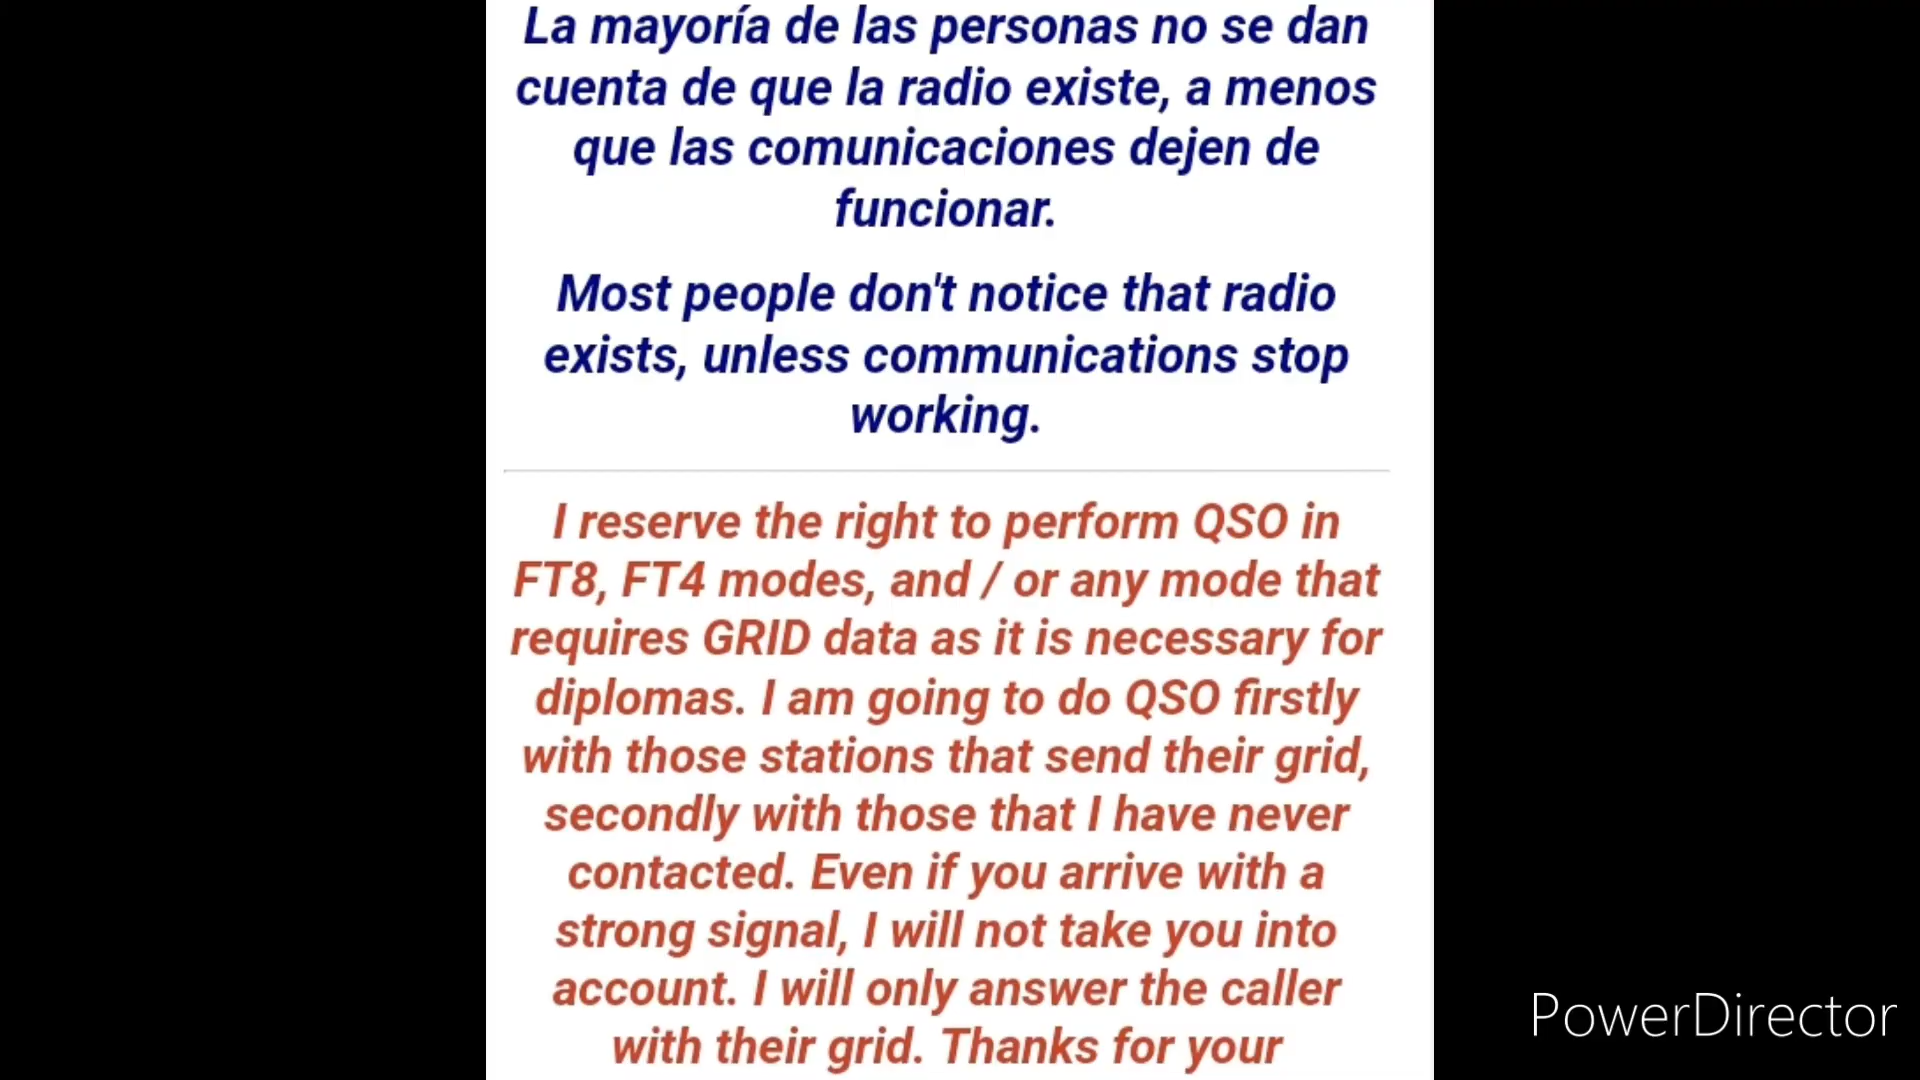 La mayoría de las personas no se dan
cuenta de que la radio existe, a menos
que las comunicaciones dejen de
funcionar.
Most people don't notice that radio
exists, unless communications stop
working.
I reserve the right to perform QSO in
FT8, FT4 modes, and / or any mode that
requires GRID data as it is necessary for
diplomas. I am going to do QSO firstly
with those stations that send their grid,
secondly with those that I have never
contacted. Even if you arrive with a
strong signal, I will not take you into
account. I will only answer the caller
with their grid. Thanks for your
PowerDirector